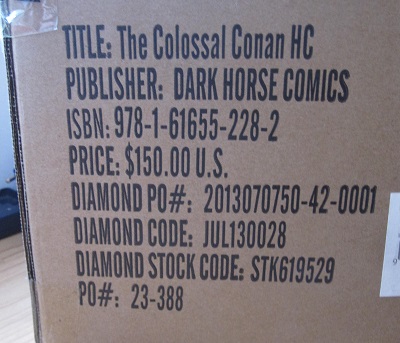 TITLE: The Colossal Conan HC
PUBLISHER: DARK HORSE COMICS
ISBN: 978-1-61655-228-2
PRICE: $150.00 U.S.
DIAMOND PO#: 2013070750-42-0001
DIAMOND CODE: JUL130028
DIAMOND STOCK CODE: STK619529
PO#: 23-388
9